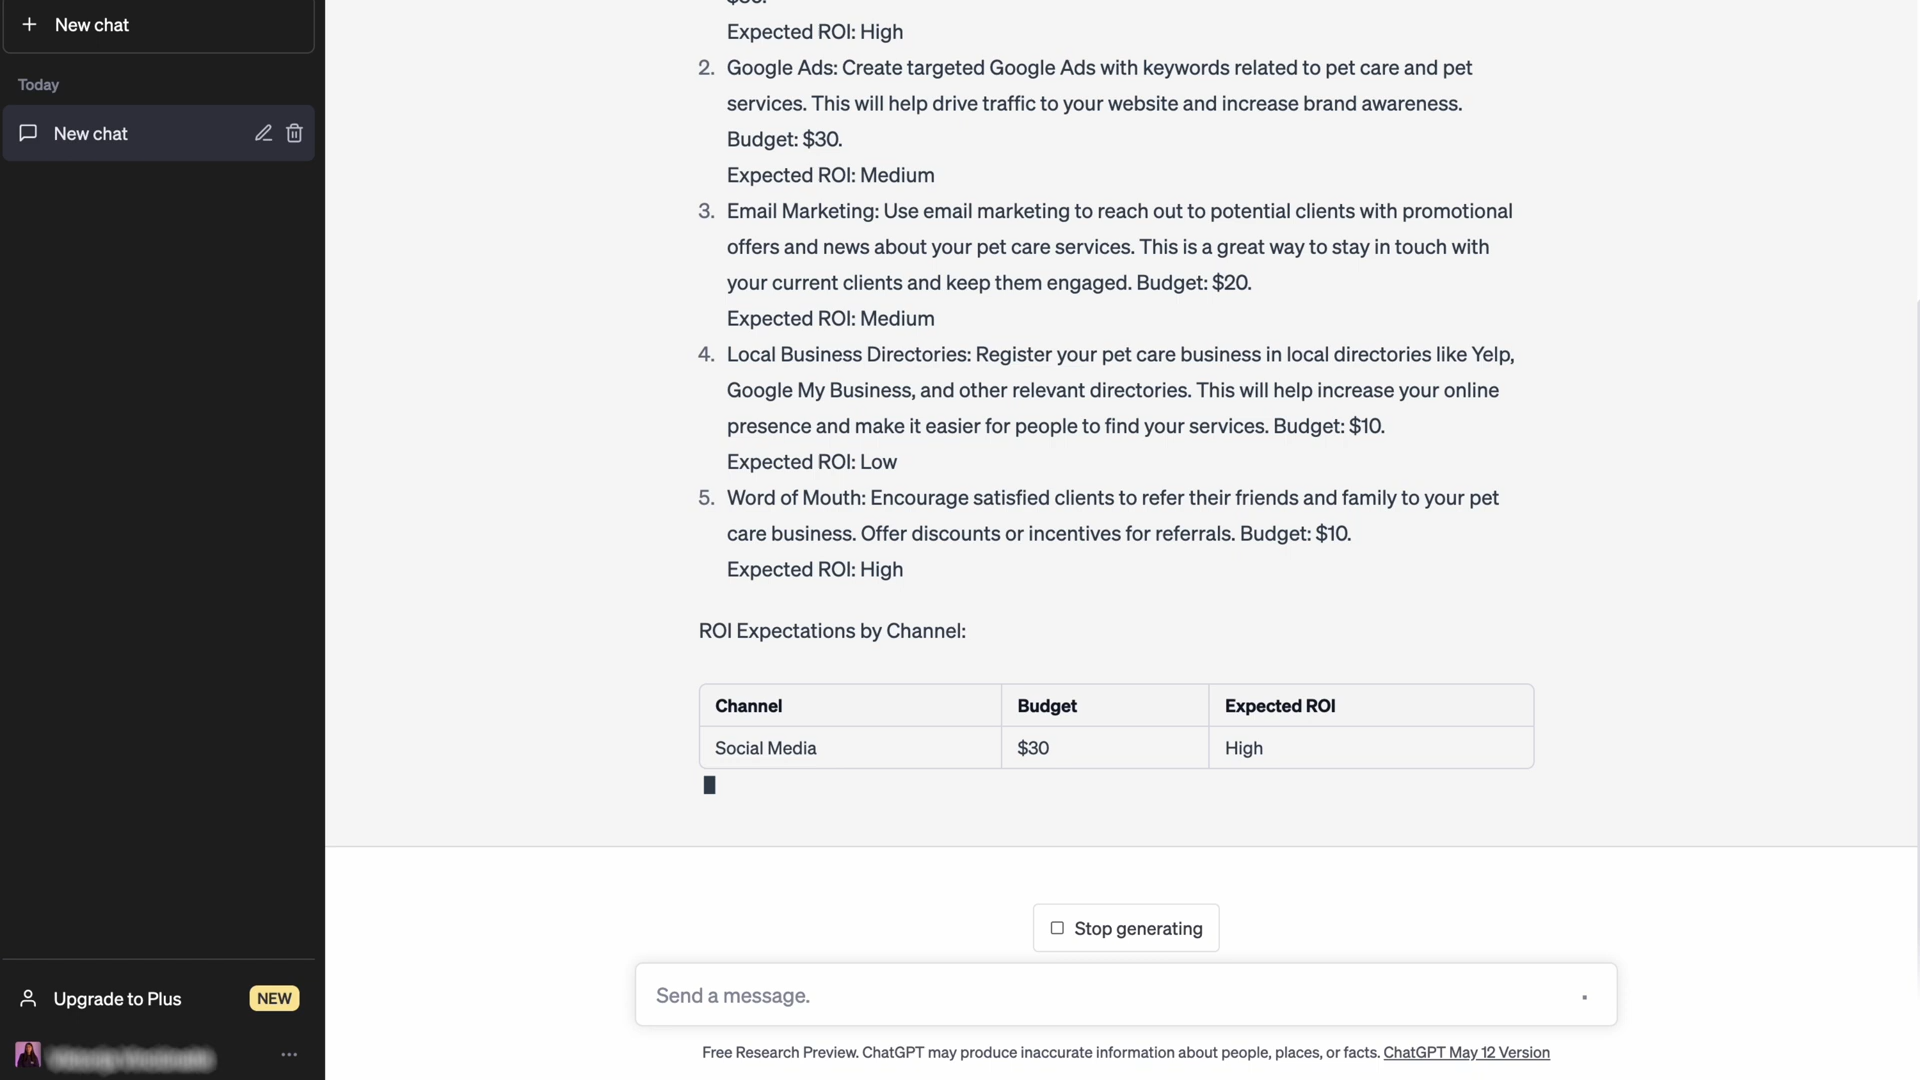 New chat
Today
New chat
Upgrade to Plus NEW
Expected ROI: High
2. Google Ads: Create targeted Google Ads with keywords related to pet care and pet
services. This will help drive traffic to your website and increase brand awareness.
Budget: $30.
Expected ROI: Medium
3. Email Marketing: Use email marketing to reach out to potential clients with promotional
offers and news about your pet care services. This is a great way to stay in touch with
your current clients and keep them engaged. Budget: $20.
Expected ROI: Medium
4. Local Business Directories: Register your pet care business in local directories like Yelp,
Google My Business, and other relevant directories. This will help increase your online
presence and make it easier for people to find your services. Budget: $10.
Expected ROI: Low
5. Word of Mouth: Encourage satisfied clients to refer their friends and family to your pet
care business. Offer discounts or incentives for referrals. Budget: $10.
Expected ROI: High
ROI Expectations by Channel:
Channel Budget Expected ROI
Social Media $30 High
Stop generating
Send a message.
Free Research Preview. ChatGPT may produce inaccurate information about people, places, or facts. ChatGPT May 12 Version